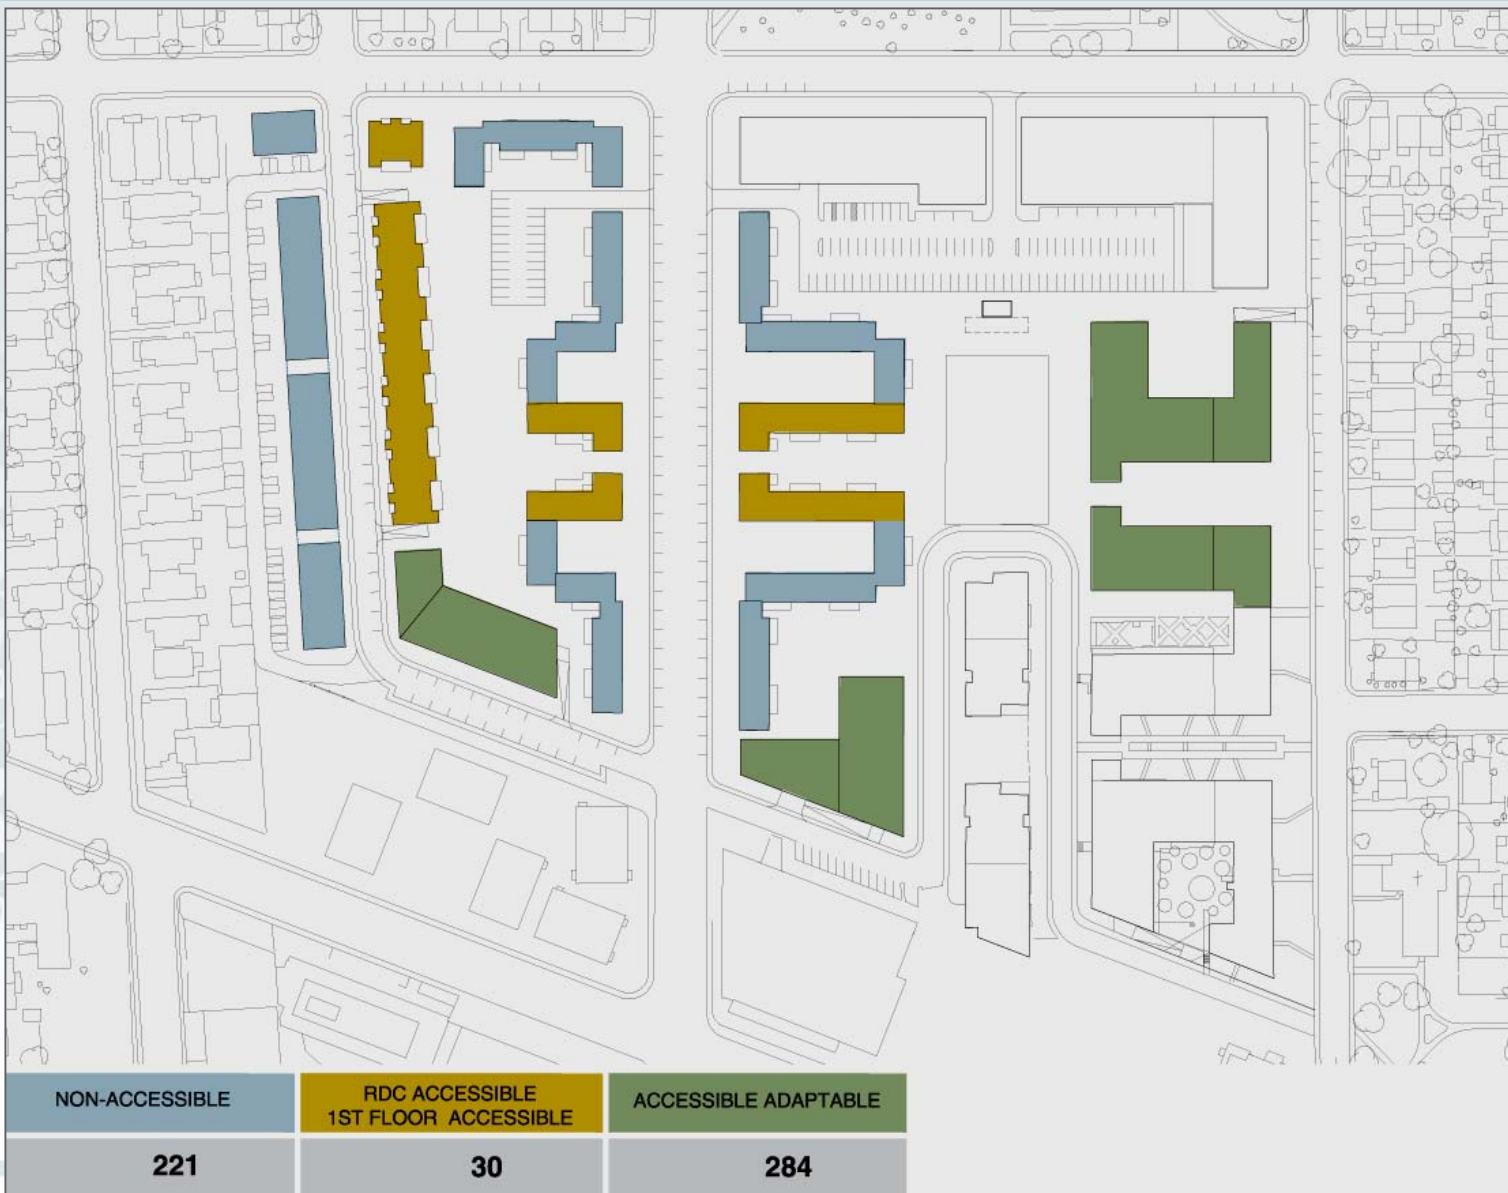 NON-ACCESSIBLE
RDC ACCESSIBLE
1ST FLOOR ACCESSIBLE
ACCESSIBLE ADAPTABLE
221
30
284